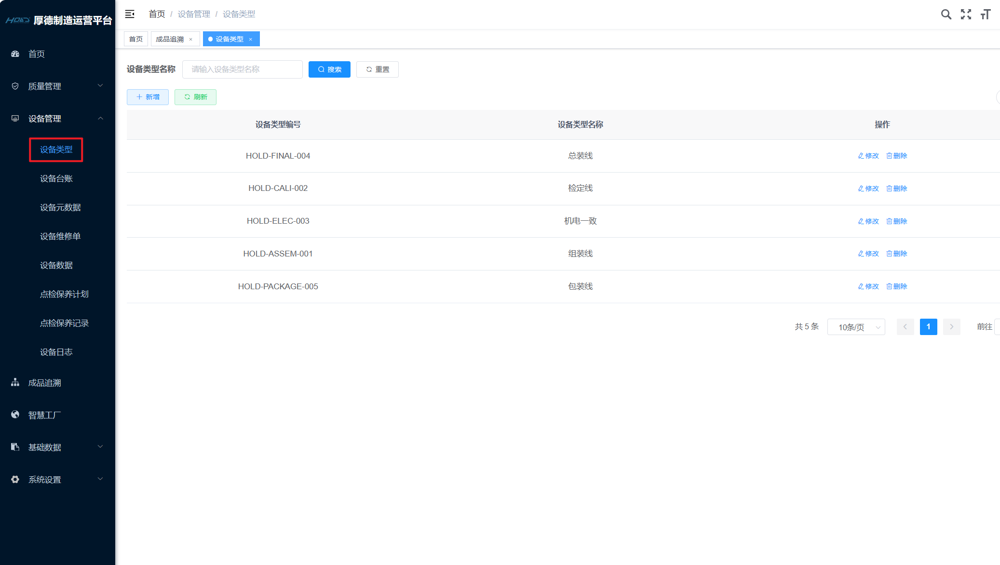 HOLD 厚德制造运营平台
首页
质量管理
设备管理
设备类型
设备台账
设备元数据
设备维修单
设备数据
点检保养计划
点检保养记录
设备日志
成品追溯
智慧工厂
基础数据
系统设置
首页 / 设备管理 / 设备类型
首页 成品追溯 × 设备类型 ×
设备类型名称 请输入设备类型名称 搜索 重置
新增 刷新
设备类型编号 设备类型名称 操作
HOLD-FINAL-004 总装线 修改 删除
HOLD-CALI-002 检定线 修改 删除
HOLD-ELEC-003 机电一致 修改 删除
HOLD-ASSEM-001 组装线 修改 删除
HOLD-PACKAGE-005 包装线 修改 删除
共 5 条 10条/页 1 前往